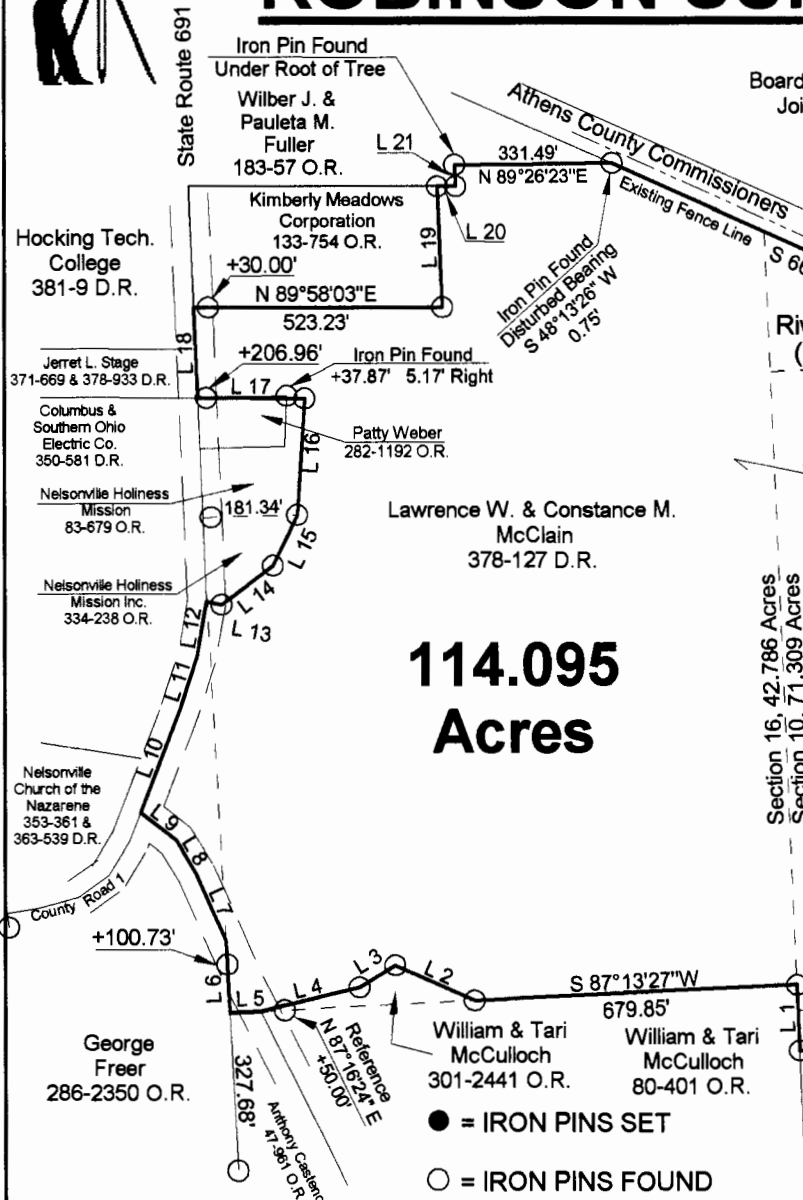 State Route 691
Iron Pin Found
Under Root of Tree
Wilber J. &
Pauleta M.
Fuller
183-57 O.R.
L 21
331.49'
N 89°26'23"E
Athens County Commissioners
Existing Fence Line
Board
Kimberly Meadows
Corporation
133-754 O.R.
L 19
L 20
Hocking Tech.
College
381-9 D.R.
+30.00'
N 89°58'03"E
523.23'
Iron Pin Found
Disturbed Bearing
S 48°13'26" W
0.75'
L 18
Jerret L. Stage
371-669 & 378-933 D.R.
+206.96'
L 17
Iron Pin Found
+37.87' 5.17' Right
Columbus &
Southern Ohio
Electric Co.
350-581 D.R.
L 16
Patty Weber
282-1192 O.R.
Nelsonville Holiness
Mission
83-679 O.R.
181.34'
L 15
Lawrence W. & Constance M.
McClain
378-127 D.R.
Nelsonville Holiness
Mission Inc.
334-238 O.R.
L 14
L 13
L 12
L 11
L 10
114.095
Acres
Section 16, 42.786 Acres
Section 10, 71.309 Acres
Nelsonville
Church of the
Nazarene
353-361 &
363-539 D.R.
L 9
L 8
L 7
County Road 1
+100.73'
L 6
L 5
L 4
L 3
L 2
S 87°13'27"W
679.85'
L 1
George
Freer
286-2350 O.R.
327.68'
Reference
N 87°16'24" E
+50.00'
William & Tari
McCulloch
301-2441 O.R.
William & Tari
McCulloch
80-401 O.R.
Anthony
47-961 O.R.
= IRON PINS SET
= IRON PINS FOUND